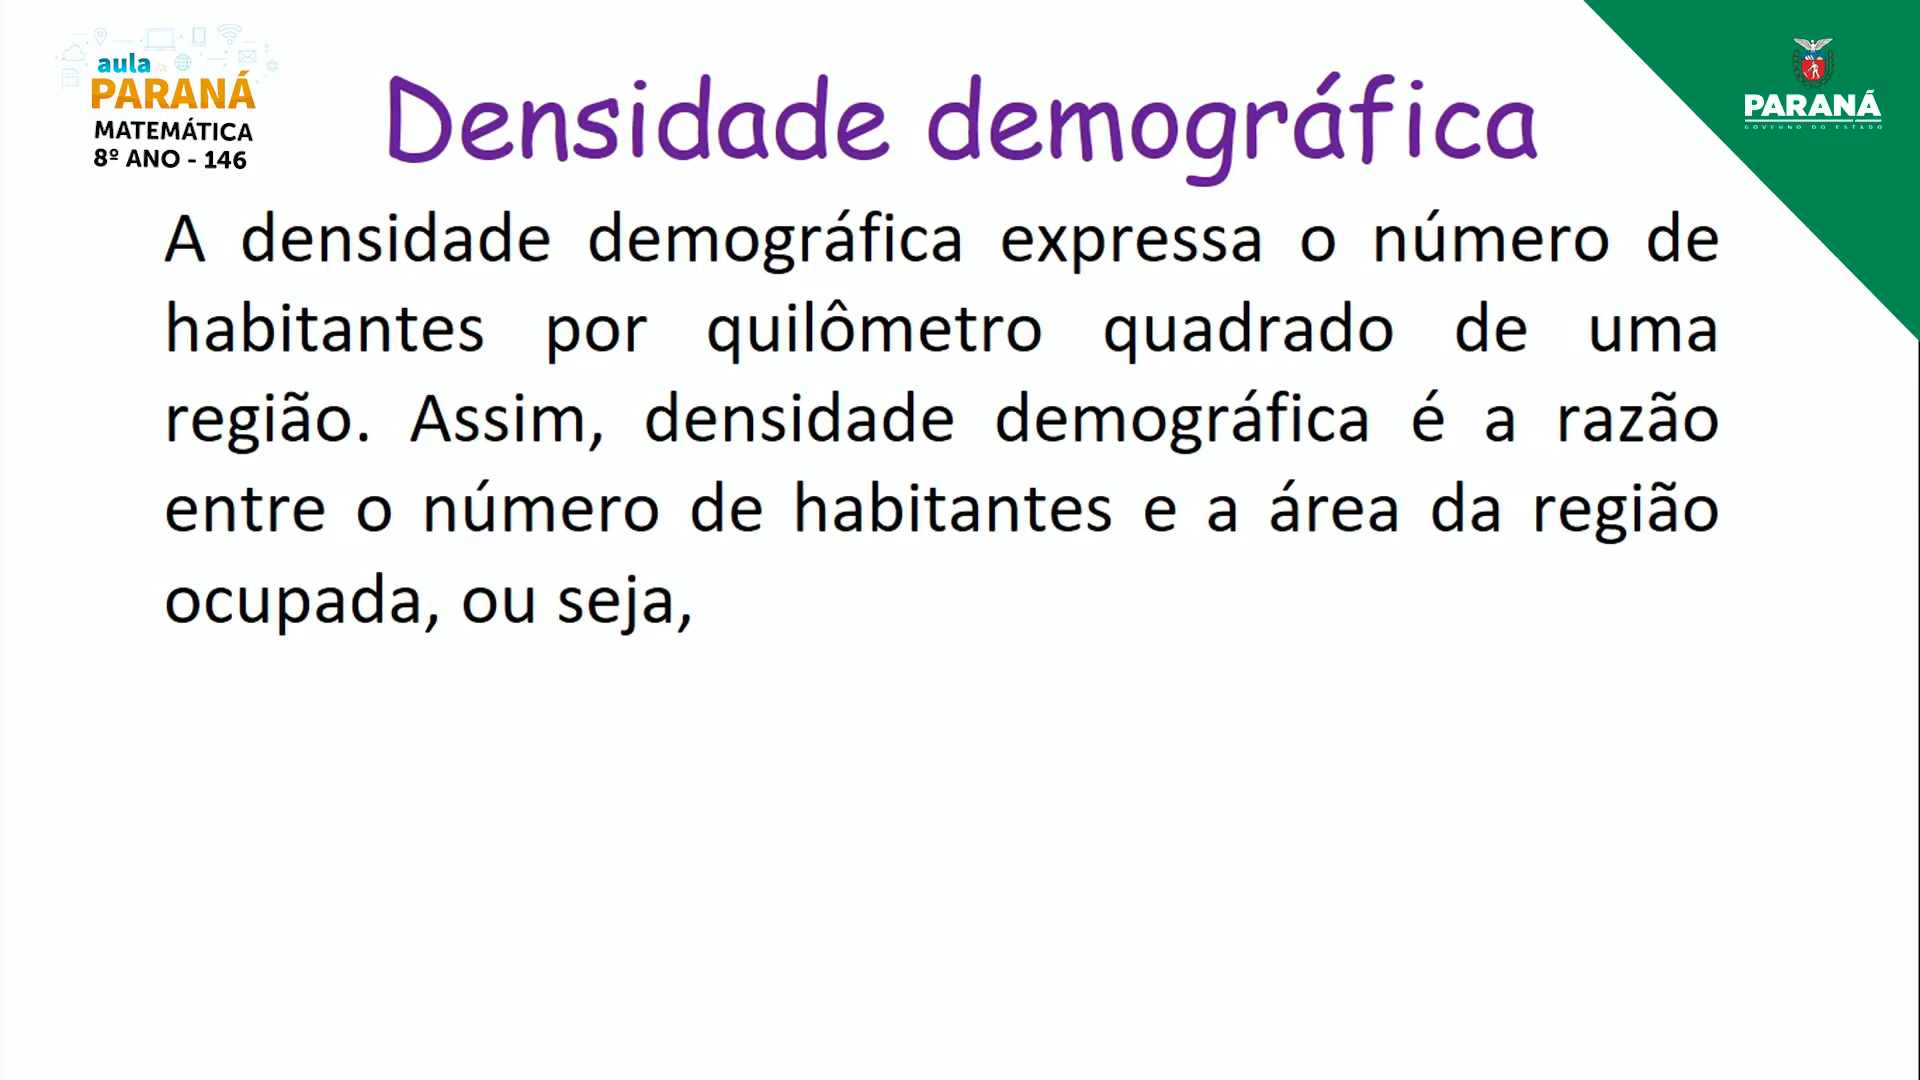 aula
PARANÁ
MATEMÁTICA
8º ANO - 146
Densidade demográfica
PARANÁ
GOVERNO DO ESTADO
A densidade demográfica expressa o número de
habitantes por quilômetro quadrado de uma
região. Assim, densidade demográfica é a razão
entre o número de habitantes e a área da região
ocupada, ou seja,